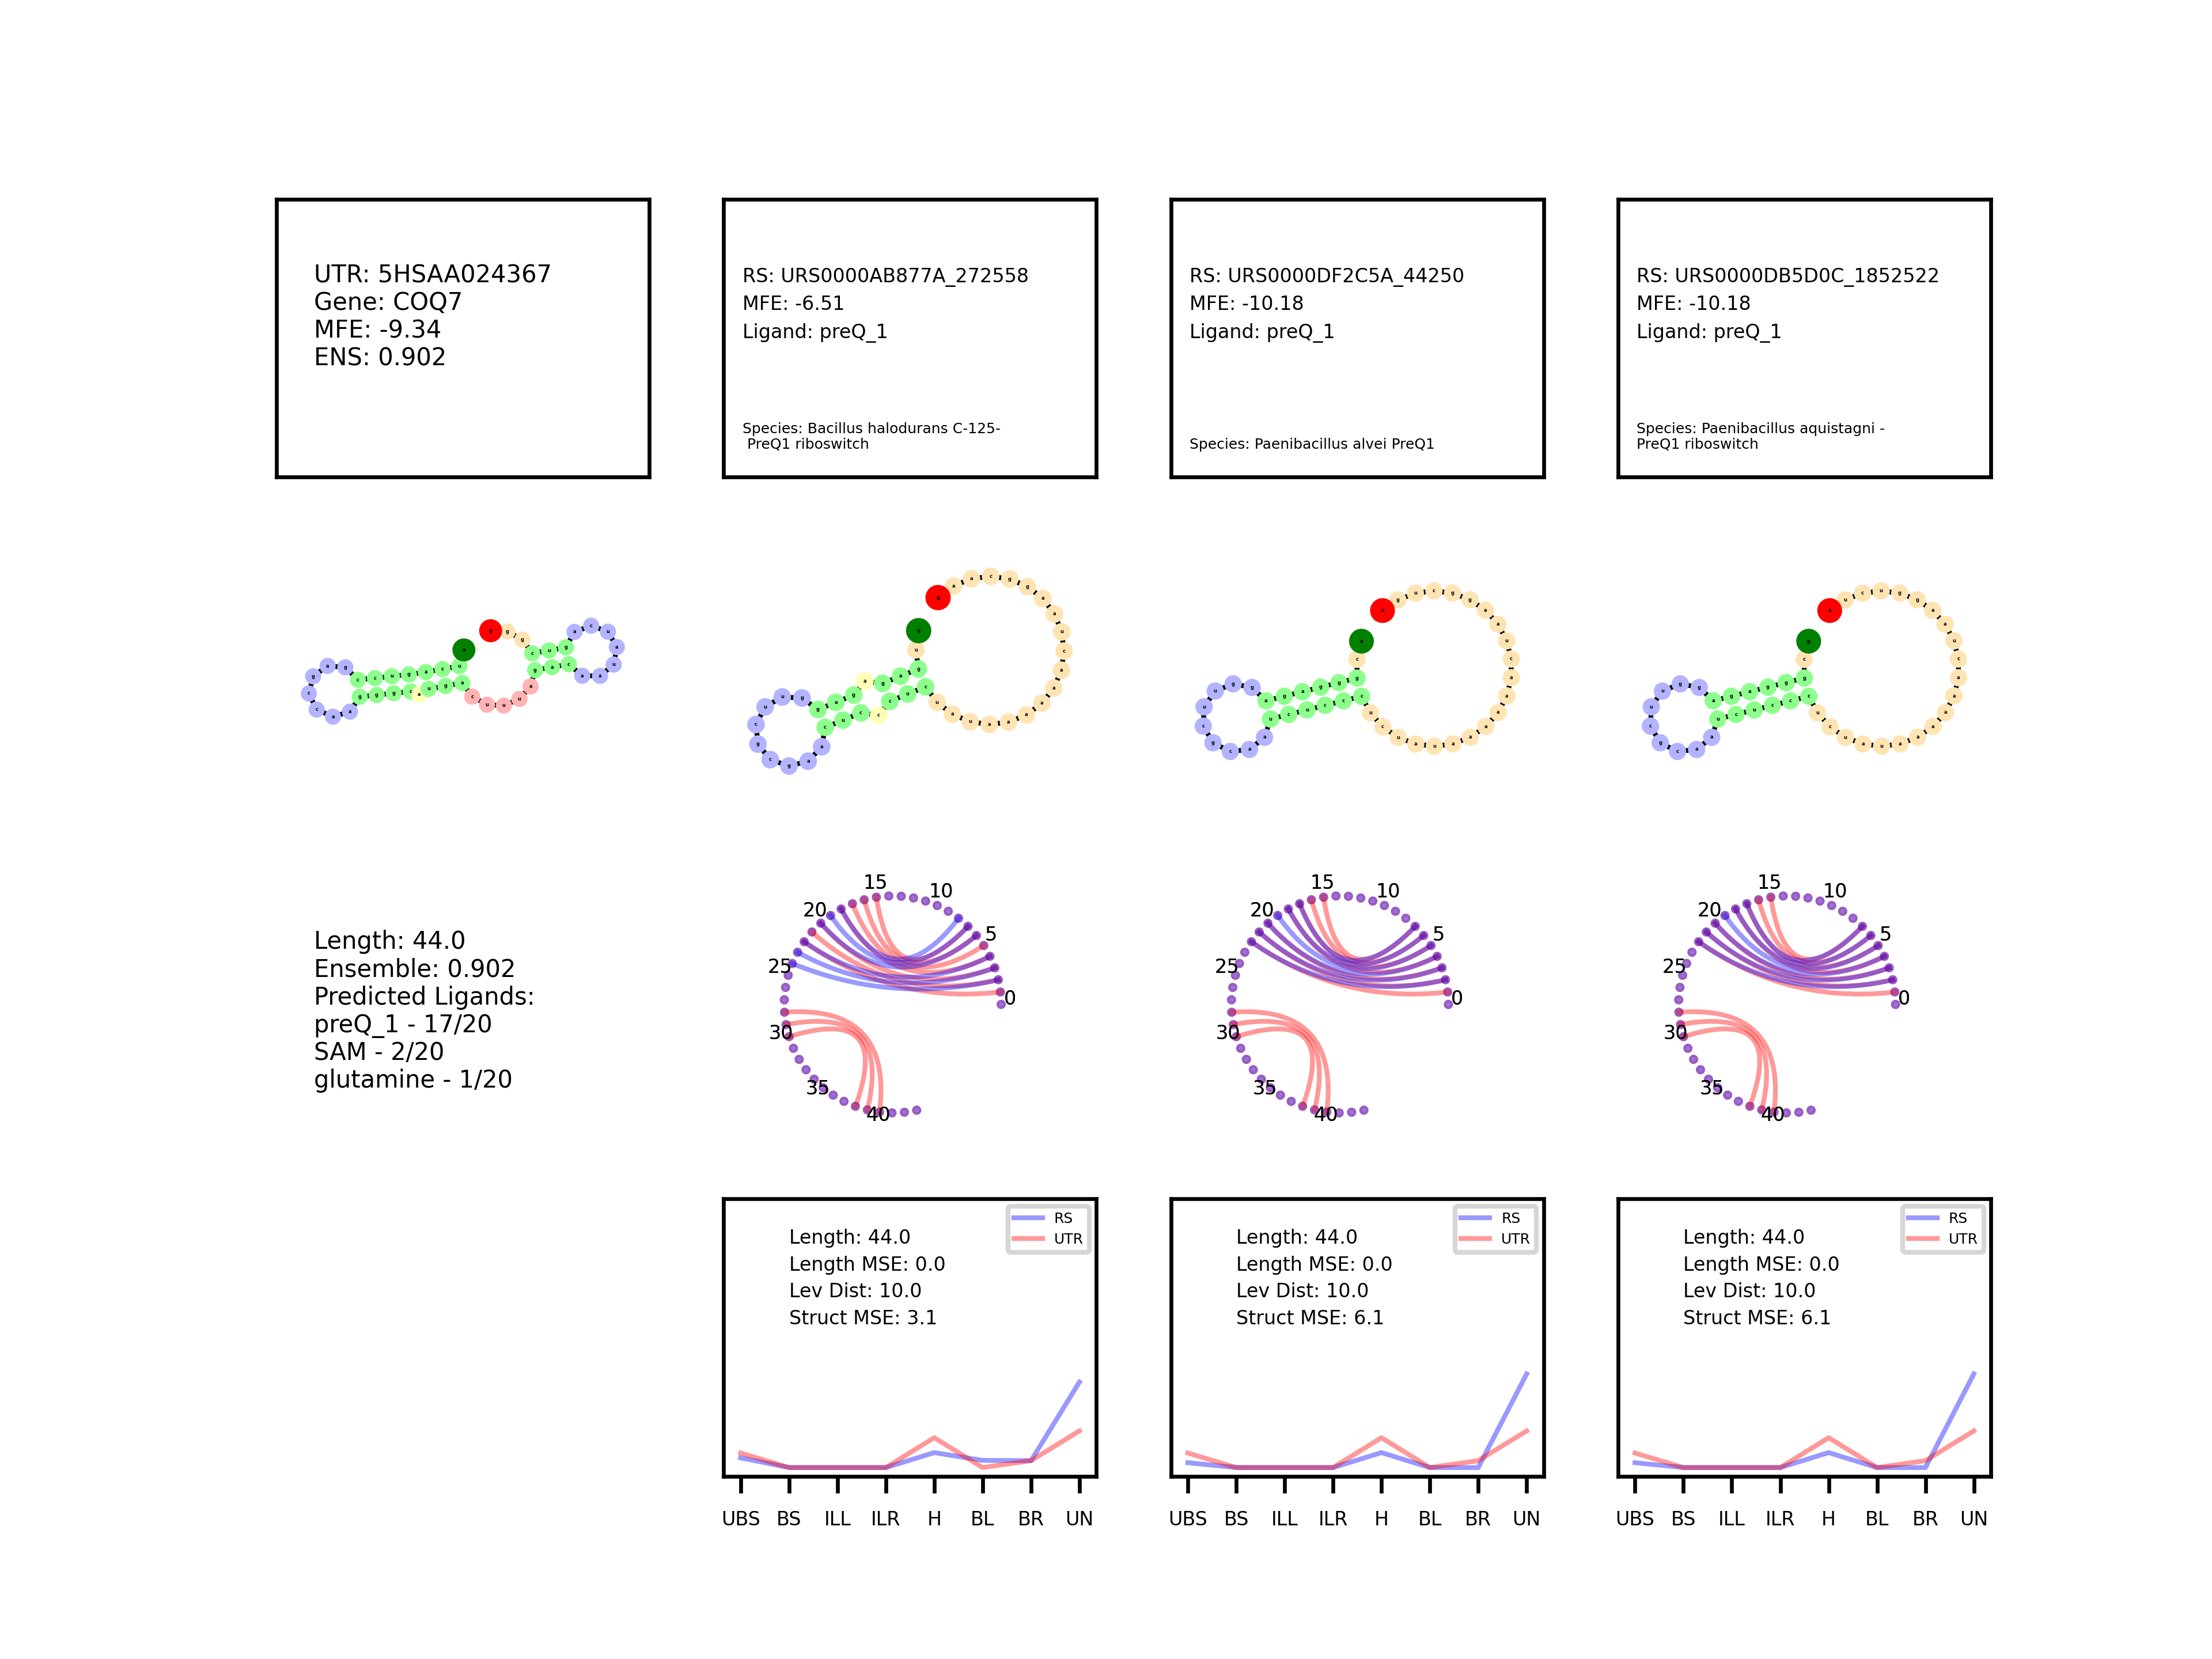 UTR: 5HSAA024367
Gene: COQ7
MFE: -9.34
ENS: 0.902
RS: URS0000AB877A_272558
MFE: -6.51
Ligand: preQ_1
Species: Bacillus halodurans C-125-
PreQ1 riboswitch
RS: URS0000DF2C5A_44250
MFE: -10.18
Ligand: preQ_1
Species: Paenibacillus alvei PreQ1
RS: URS0000DB5D0C_1852522
MFE: -10.18
Ligand: preQ_1
Species: Paenibacillus aquistagni -
PreQ1 riboswitch
Length: 44.0
Ensemble: 0.902
Predicted Ligands:
preQ_1 - 17/20
SAM - 2/20
glutamine - 1/20
0
5
10
15
20
25
30
35
40
0
5
10
15
20
25
30
35
40
0
5
10
15
20
25
30
35
40
RS
UTR
Length: 44.0
Length MSE: 0.0
Lev Dist: 10.0
Struct MSE: 3.1
UBS BS ILL ILR H BL BR UN
RS
UTR
Length: 44.0
Length MSE: 0.0
Lev Dist: 10.0
Struct MSE: 6.1
UBS BS ILL ILR H BL BR UN
RS
UTR
Length: 44.0
Length MSE: 0.0
Lev Dist: 10.0
Struct MSE: 6.1
UBS BS ILL ILR H BL BR UN